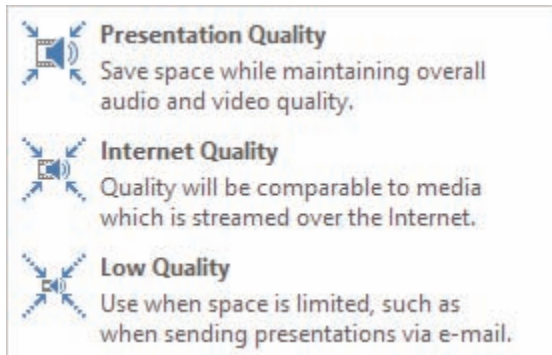 Presentation Quality
Save space while maintaining overall
audio and video quality.
Internet Quality
Quality will be comparable to media
which is streamed over the Internet.
Low Quality
Use when space is limited, such as
when sending presentations via e-mail.